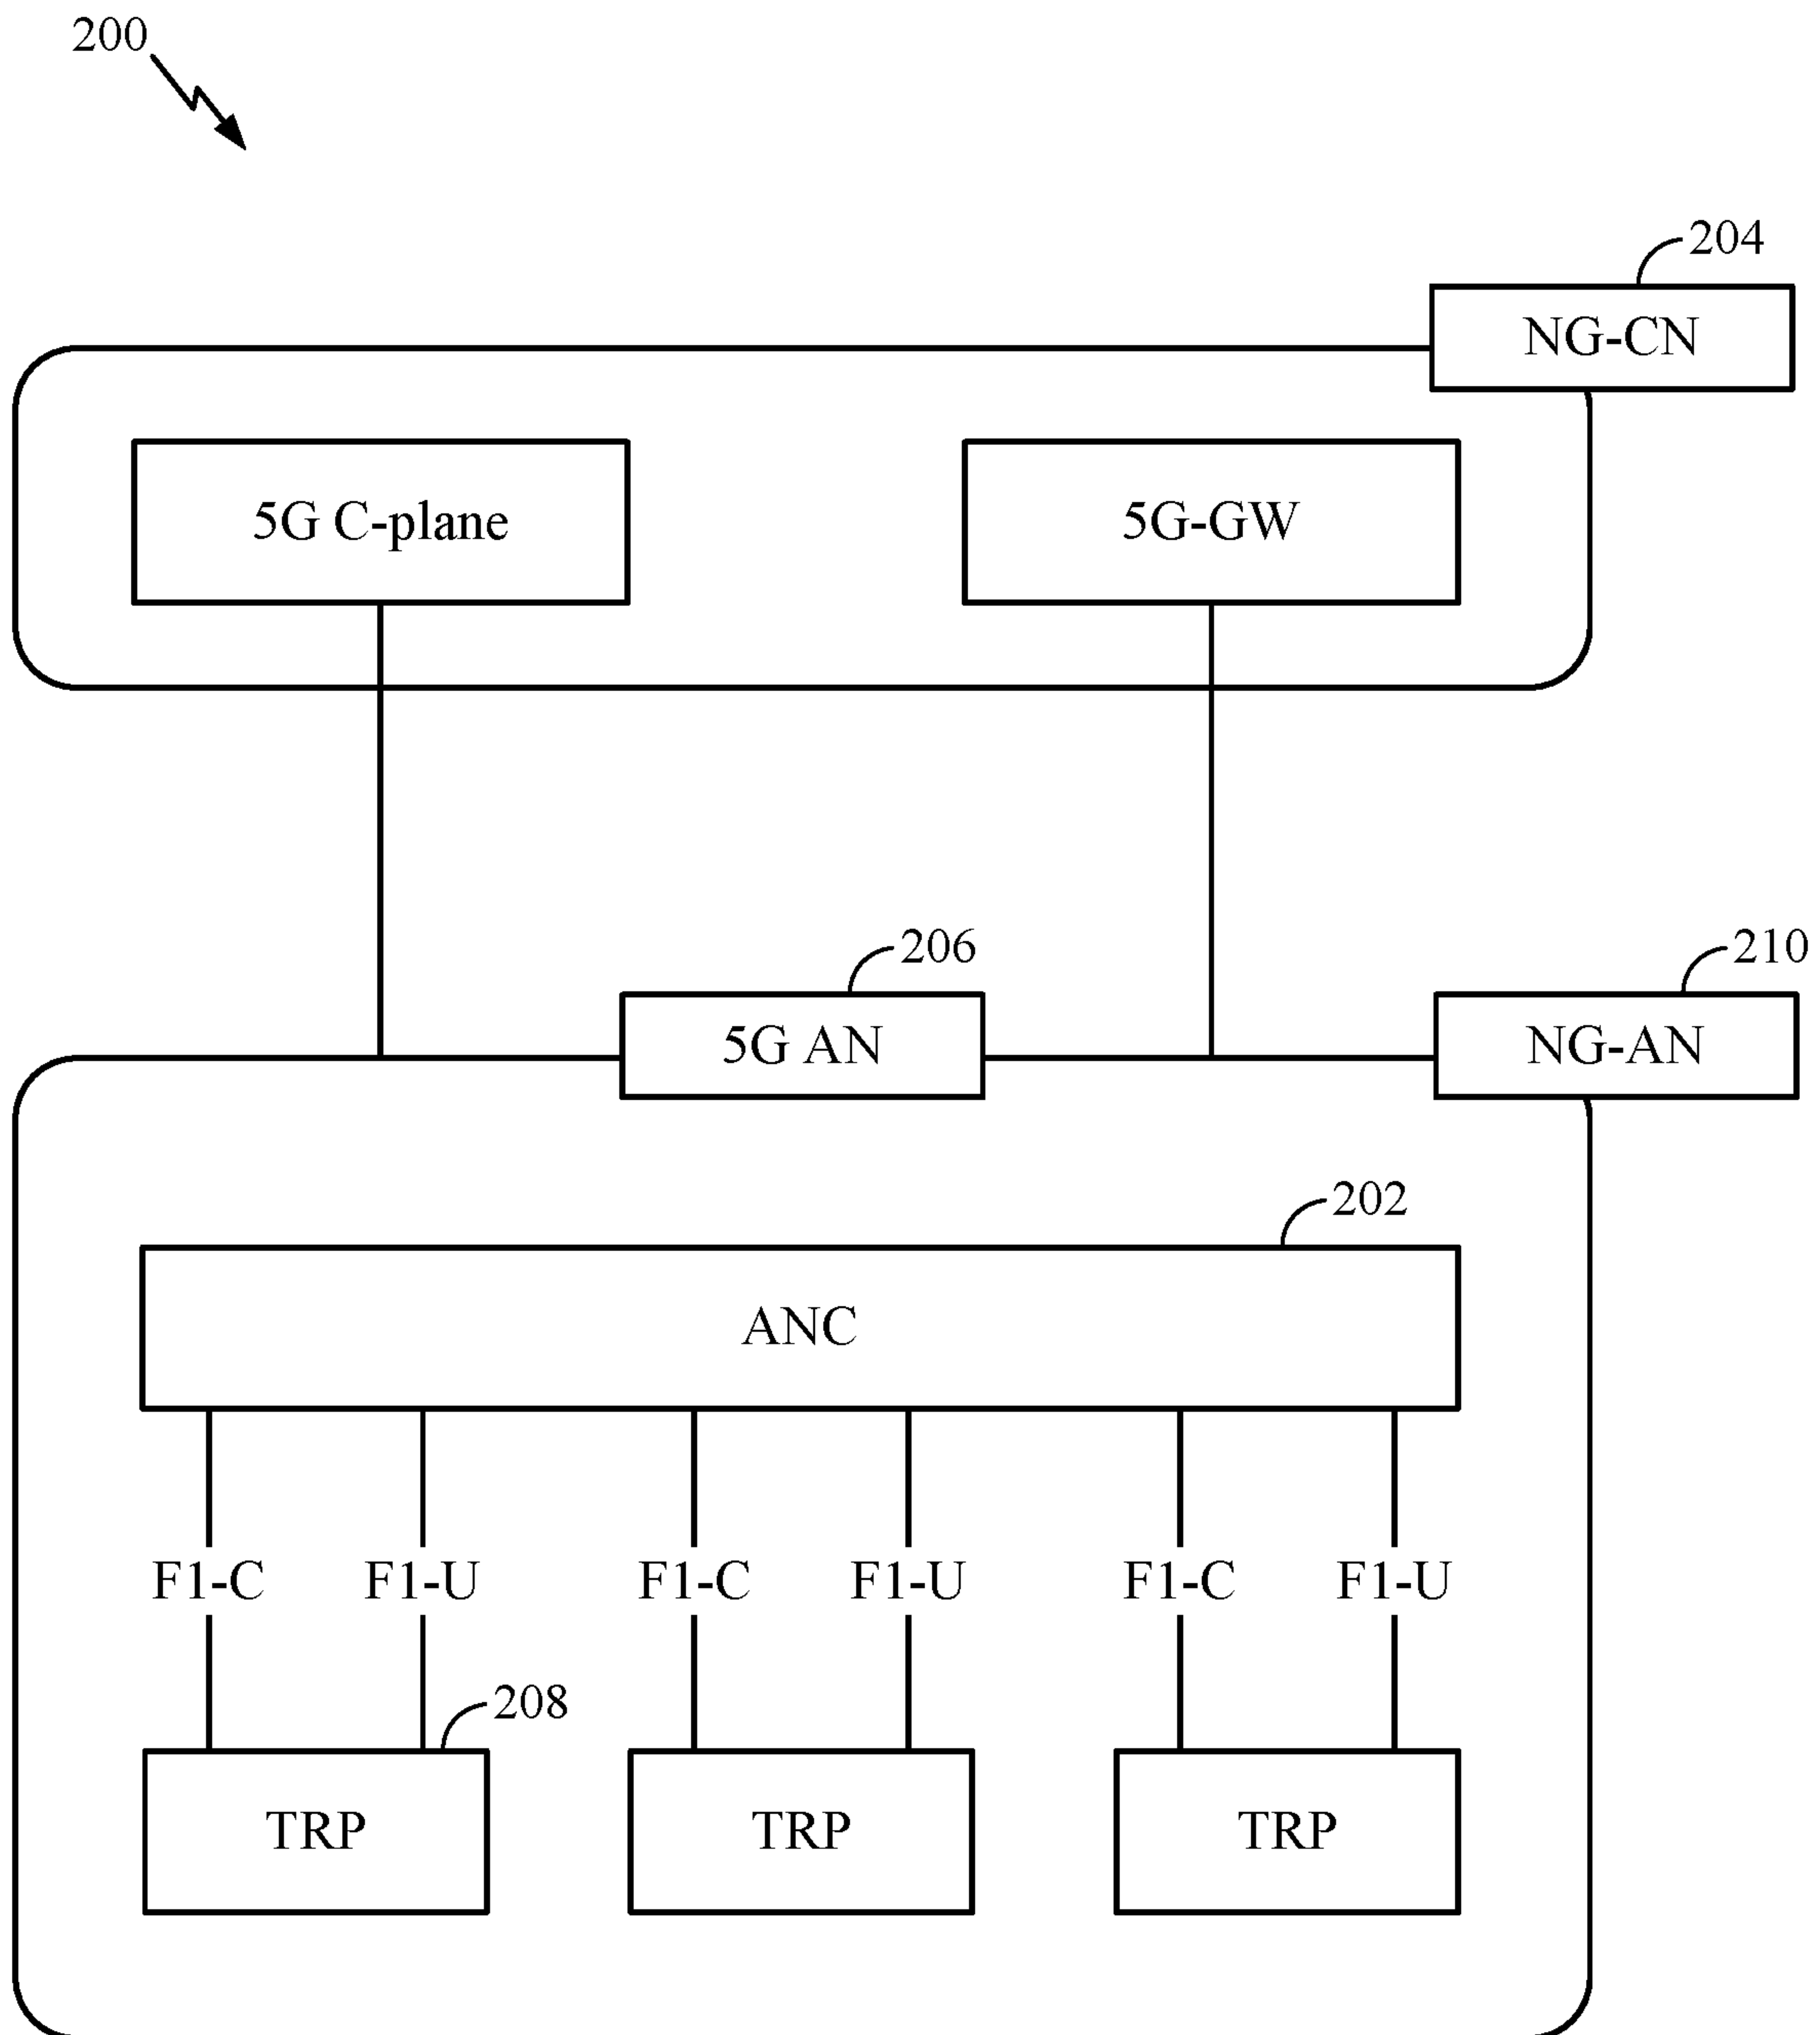 200
204
NG-CN
5G C-plane
5G-GW
206
210
5G AN
NG-AN
202
ANC
F1-C
F1-U
F1-C
F1-U
F1-C
F1-U
208
TRP
TRP
TRP